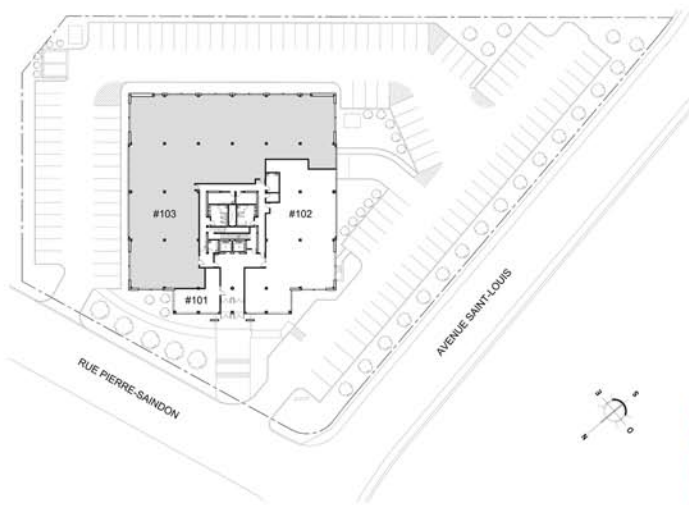 #103
#102
#101
RUE PIERRE-SAINDON
AVENUE SAINT-LOUIS
S
E
O
N